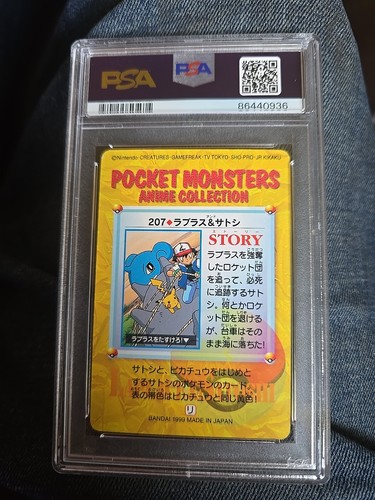 PSA
PSA
86440936
©Nintendo·CREATURES·GAMEFREAK·TV TOKYO·SHO-PRO·JR KIKAKU
POCKET MONSTERS
ANIME COLLECTION
207◆ラプラス&サトシ
STORY
ラプラスを強奪
したロケット団
を追って、必死
に追跡するサト
シ。何とかロケ
ット団を退ける
が、台車はその
まま海に落ちた!
ラプラスをたすけろ!▼
サトシと、ピカチュウをはじめと
するサトシのポケモンのカード。
表の帯色はピカチュウと同じ黄色!
リ
BANDAI 1999 MADE IN JAPAN